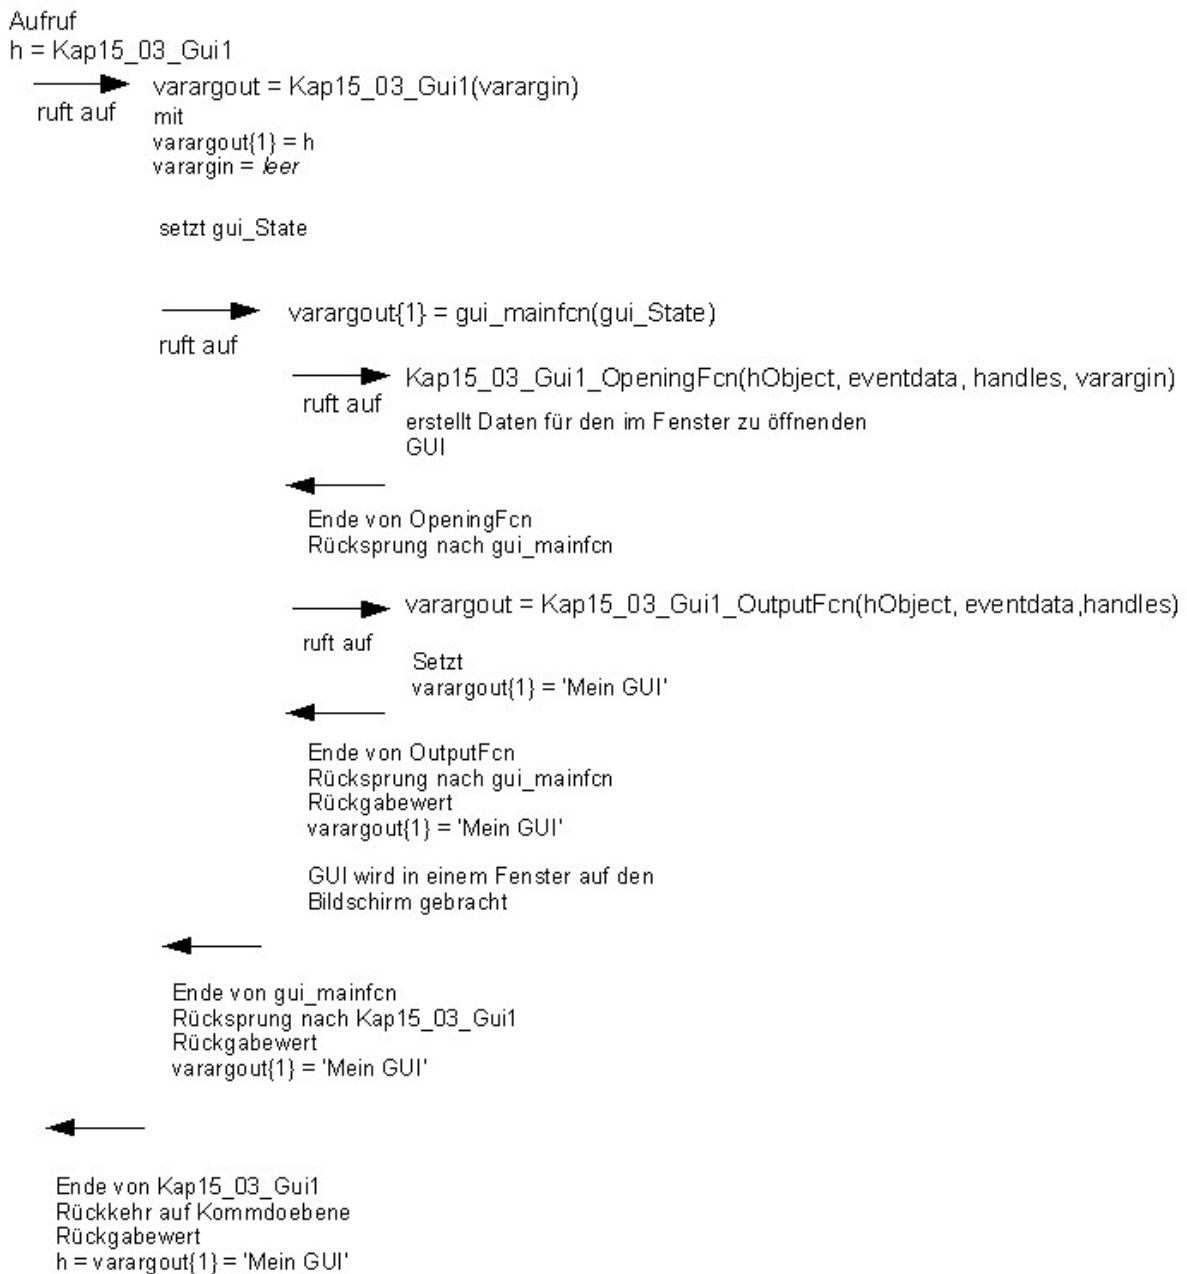 Aufruf
h = Kap15_03_Gui1
ruft auf
varargout = Kap15_03_Gui1(varargin)
mit
varargout{1} = h
varargin = leer
setzt gui_State
ruft auf
varargout{1} = gui_mainfcn(gui_State)
ruft auf
Kap15_03_Gui1_OpeningFcn(hObject, eventdata, handles, varargin)
erstellt Daten für den im Fenster zu öffnenden
GUI
Ende von OpeningFcn
Rücksprung nach gui_mainfcn
ruft auf
varargout = Kap15_03_Gui1_OutputFcn(hObject, eventdata,handles)
Setzt
varargout{1} = 'Mein GUI'
Ende von OutputFcn
Rücksprung nach gui_mainfcn
Rückgabewert
varargout{1} = 'Mein GUI'
GUI wird in einem Fenster auf den
Bildschirm gebracht
Ende von gui_mainfcn
Rücksprung nach Kap15_03_Gui1
Rückgabewert
varargout{1} = 'Mein GUI'
Ende von Kap15_03_Gui1
Rückkehr auf Kommdoebene
Rückgabewert
h = varargout{1} = 'Mein GUI'